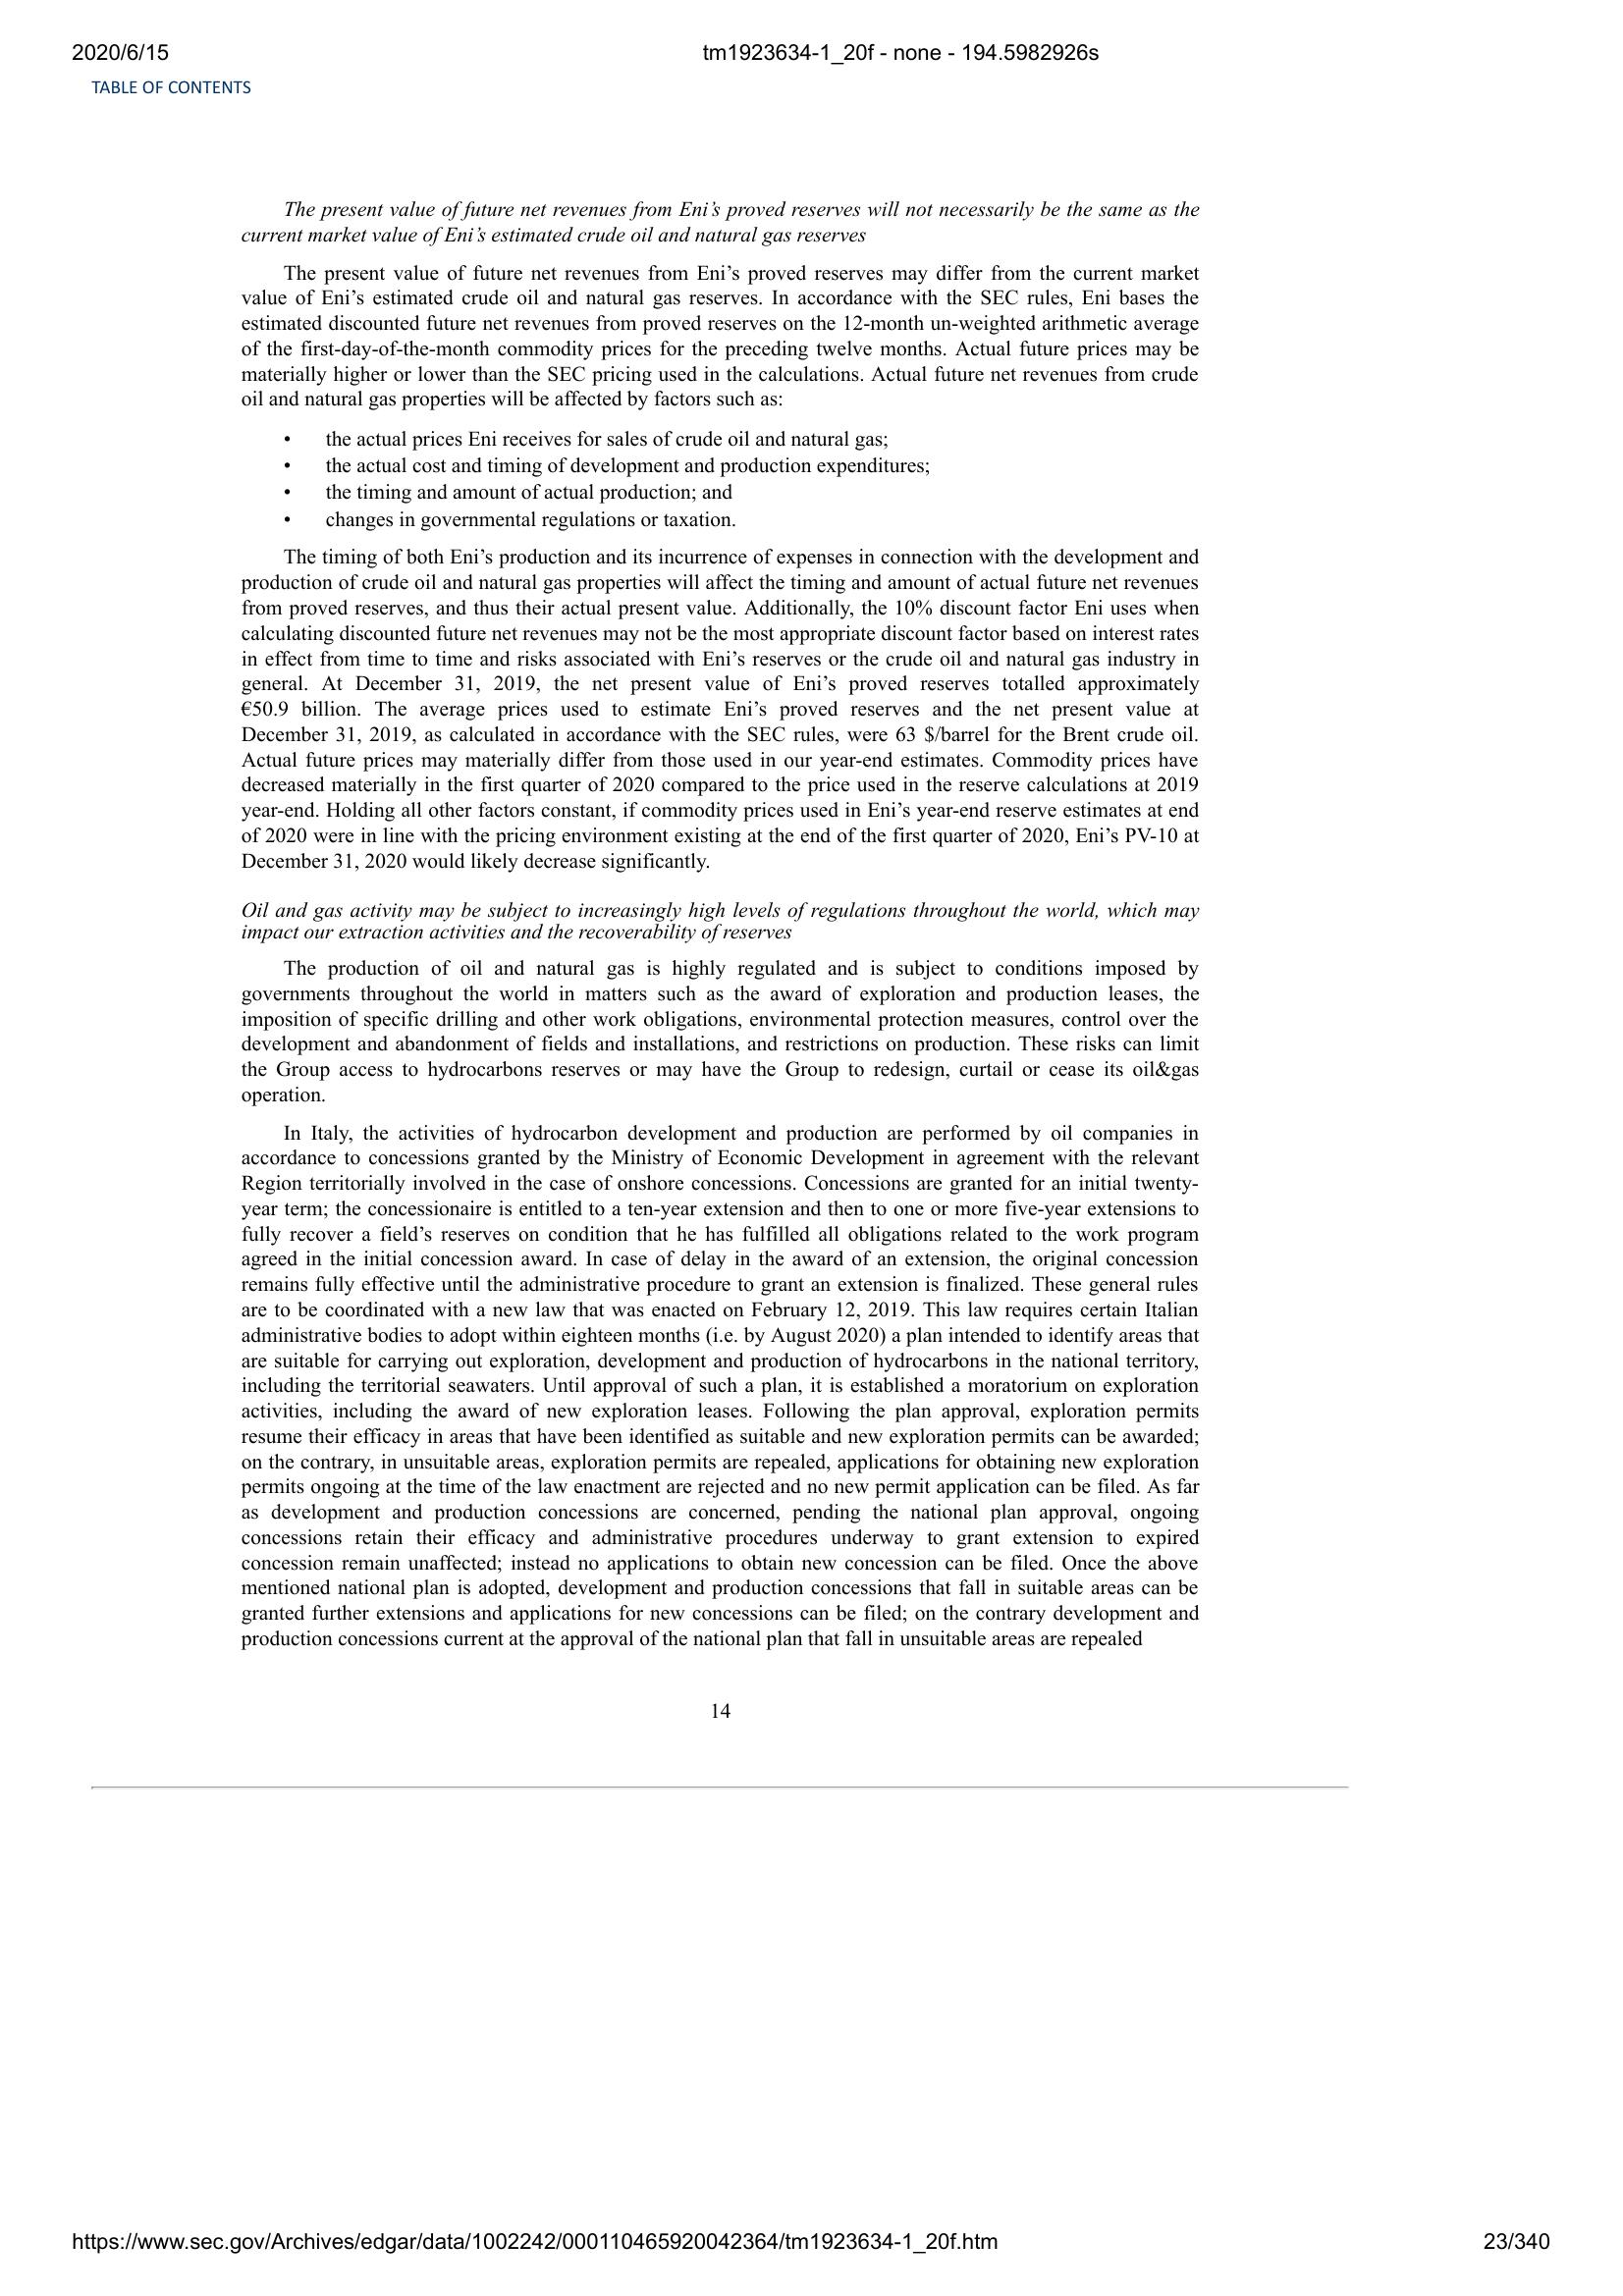 2020/6/15 tm1923634-1_20f - none - 194.5982926s
TABLE OF CONTENTS
The present value of future net revenues from Eni’s proved reserves will not necessarily be the same as the
current market value of Eni’s estimated crude oil and natural gas reserves
The present value of future net revenues from Eni’s proved reserves may differ from the current market
value of Eni’s estimated crude oil and natural gas reserves. In accordance with the SEC rules, Eni bases the
estimated discounted future net revenues from proved reserves on the 12-month un-weighted arithmetic average
of the first-day-of-the-month commodity prices for the preceding twelve months. Actual future prices may be
materially higher or lower than the SEC pricing used in the calculations. Actual future net revenues from crude
oil and natural gas properties will be affected by factors such as:
• the actual prices Eni receives for sales of crude oil and natural gas;
• the actual cost and timing of development and production expenditures;
• the timing and amount of actual production; and
• changes in governmental regulations or taxation.
The timing of both Eni’s production and its incurrence of expenses in connection with the development and
production of crude oil and natural gas properties will affect the timing and amount of actual future net revenues
from proved reserves, and thus their actual present value. Additionally, the 10% discount factor Eni uses when
calculating discounted future net revenues may not be the most appropriate discount factor based on interest rates
in effect from time to time and risks associated with Eni’s reserves or the crude oil and natural gas industry in
general. At December 31, 2019, the net present value of Eni’s proved reserves totalled approximately
€50.9 billion. The average prices used to estimate Eni’s proved reserves and the net present value at
December 31, 2019, as calculated in accordance with the SEC rules, were 63 $/barrel for the Brent crude oil.
Actual future prices may materially differ from those used in our year-end estimates. Commodity prices have
decreased materially in the first quarter of 2020 compared to the price used in the reserve calculations at 2019
year-end. Holding all other factors constant, if commodity prices used in Eni’s year-end reserve estimates at end
of 2020 were in line with the pricing environment existing at the end of the first quarter of 2020, Eni’s PV-10 at
December 31, 2020 would likely decrease significantly.
Oil and gas activity may be subject to increasingly high levels of regulations throughout the world, which may
impact our extraction activities and the recoverability of reserves
The production of oil and natural gas is highly regulated and is subject to conditions imposed by
governments throughout the world in matters such as the award of exploration and production leases, the
imposition of specific drilling and other work obligations, environmental protection measures, control over the
development and abandonment of fields and installations, and restrictions on production. These risks can limit
the Group access to hydrocarbons reserves or may have the Group to redesign, curtail or cease its oil&gas
operation.
In Italy, the activities of hydrocarbon development and production are performed by oil companies in
accordance to concessions granted by the Ministry of Economic Development in agreement with the relevant
Region territorially involved in the case of onshore concessions. Concessions are granted for an initial twenty-
year term; the concessionaire is entitled to a ten-year extension and then to one or more five-year extensions to
fully recover a field’s reserves on condition that he has fulfilled all obligations related to the work program
agreed in the initial concession award. In case of delay in the award of an extension, the original concession
remains fully effective until the administrative procedure to grant an extension is finalized. These general rules
are to be coordinated with a new law that was enacted on February 12, 2019. This law requires certain Italian
administrative bodies to adopt within eighteen months (i.e. by August 2020) a plan intended to identify areas that
are suitable for carrying out exploration, development and production of hydrocarbons in the national territory,
including the territorial seawaters. Until approval of such a plan, it is established a moratorium on exploration
activities, including the award of new exploration leases. Following the plan approval, exploration permits
resume their efficacy in areas that have been identified as suitable and new exploration permits can be awarded;
on the contrary, in unsuitable areas, exploration permits are repealed, applications for obtaining new exploration
permits ongoing at the time of the law enactment are rejected and no new permit application can be filed. As far
as development and production concessions are concerned, pending the national plan approval, ongoing
concessions retain their efficacy and administrative procedures underway to grant extension to expired
concession remain unaffected; instead no applications to obtain new concession can be filed. Once the above
mentioned national plan is adopted, development and production concessions that fall in suitable areas can be
granted further extensions and applications for new concessions can be filed; on the contrary development and
production concessions current at the approval of the national plan that fall in unsuitable areas are repealed
14
https://www.sec.gov/Archives/edgar/data/1002242/000110465920042364/tm1923634-1_20f.htm 23/340